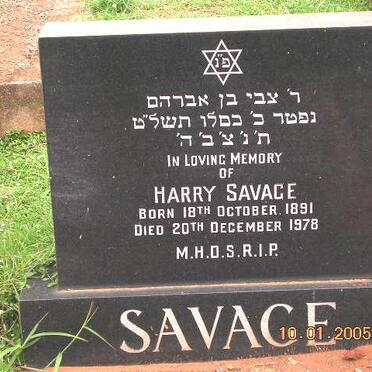 פ"נ
ר' צבי בן אברהם
נפטר כ' כסלו תשל"ט
ת' נ' צ' ב' ה'
IN LOVING MEMORY
OF
HARRY SAVAGE
BORN 18TH OCTOBER 1891
DIED 20TH DECEMBER 1978
M.H.D.S.R.I.P.
SAVAGE
10.01.2005